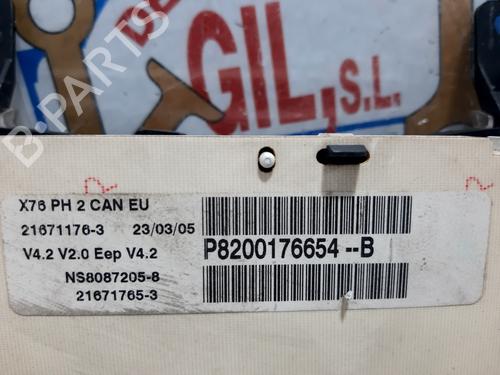 GIL, S.L.
B-PARTS
X76 PH 2 CAN EU
21671176-3 23/03/05
V4.2 V2.0 Eep V4.2
P8200176654 --B
NS8087205-8
21671765-3